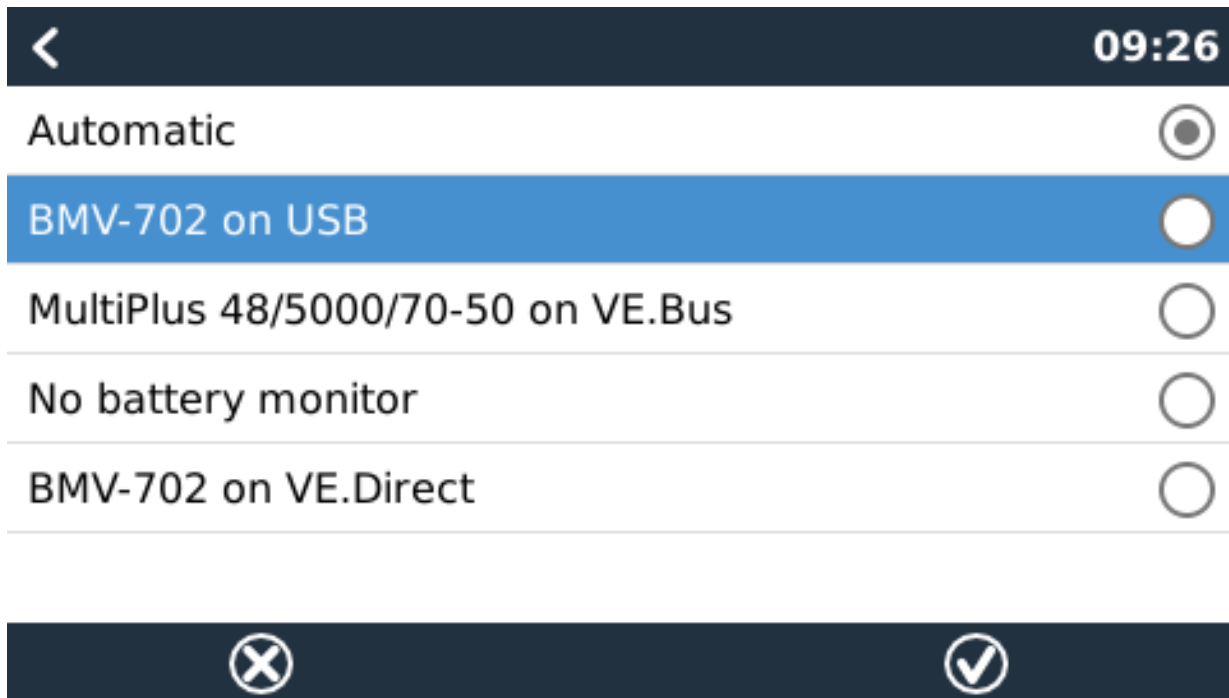 09:26
Automatic
BMV-702 on USB
MultiPlus 48/5000/70-50 on VE.Bus
No battery monitor
BMV-702 on VE.Direct